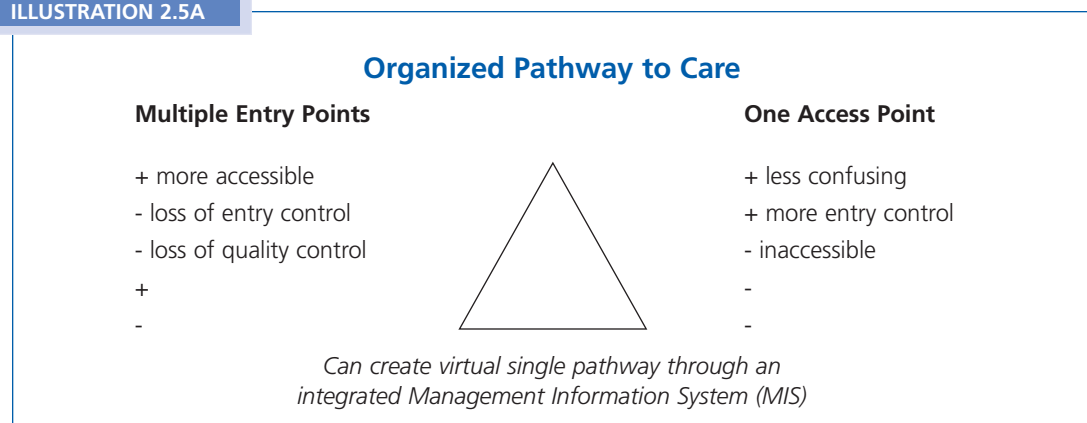 ILLUSTRATION 2.5A
Organized Pathway to Care
Multiple Entry Points
+ more accessible
- loss of entry control
- loss of quality control
+
-
One Access Point
+ less confusing
+ more entry control
- inaccessible
-
-
Can create virtual single pathway through an
integrated Management Information System (MIS)